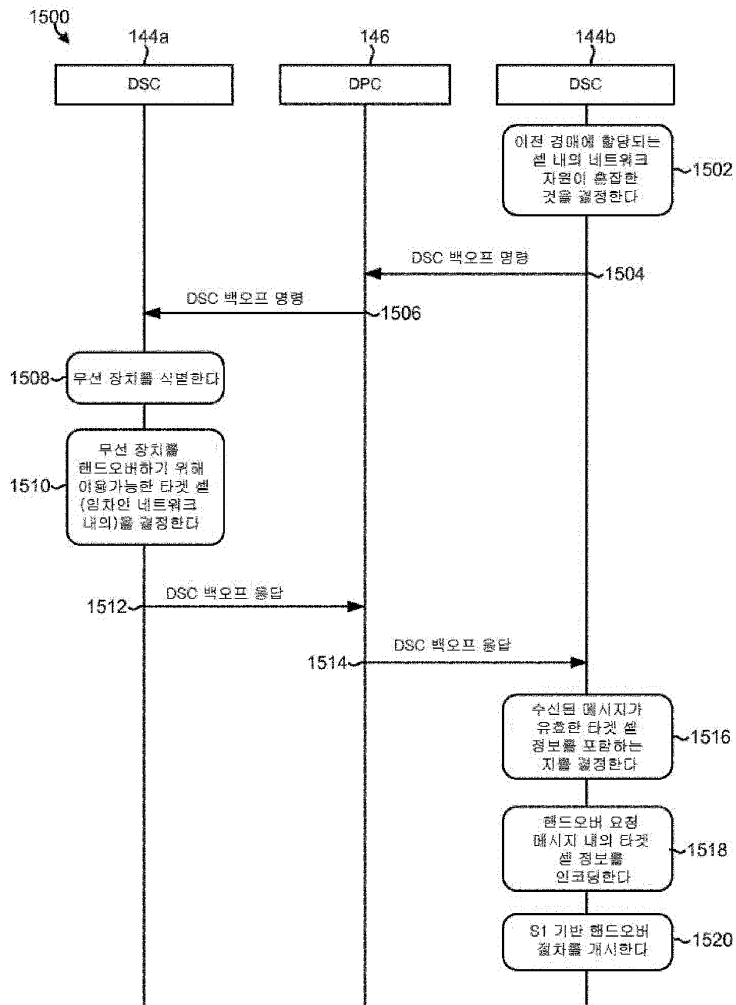 1500
144a
146
144b
DSC
DPC
DSC
이전 경매에 할당되는
셀 내의 네트워크
자원이 혼잡한
것을 결정한다
1502
DSC 백오프 명령
1504
DSC 백오프 명령
1506
1508
무선 장치를 식별한다
1510
무선 장치를
핸드오버하기 위해
이용가능한 타겟 셀
(임차인 네트워크
내의)을 결정한다
1512
DSC 백오프 응답
1514
DSC 백오프 응답
수신된 메시지가
유효한 타겟 셀
정보를 포함하는
지를 결정한다
1516
핸드오버 요청
메시지 내의 타겟
셀 정보를
인코딩한다
1518
S1 기반 핸드오버
절차를 개시한다
1520